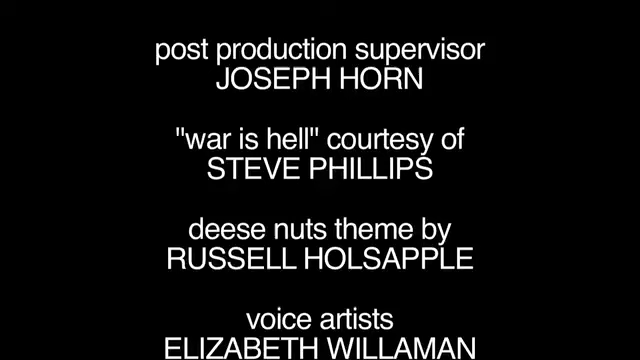 post production supervisor
JOSEPH HORN
"war is hell" courtesy of
STEVE PHILLIPS
deese nuts theme by
RUSSELL HOLSAPPLE
voice artists
ELIZABETH WILLAMAN